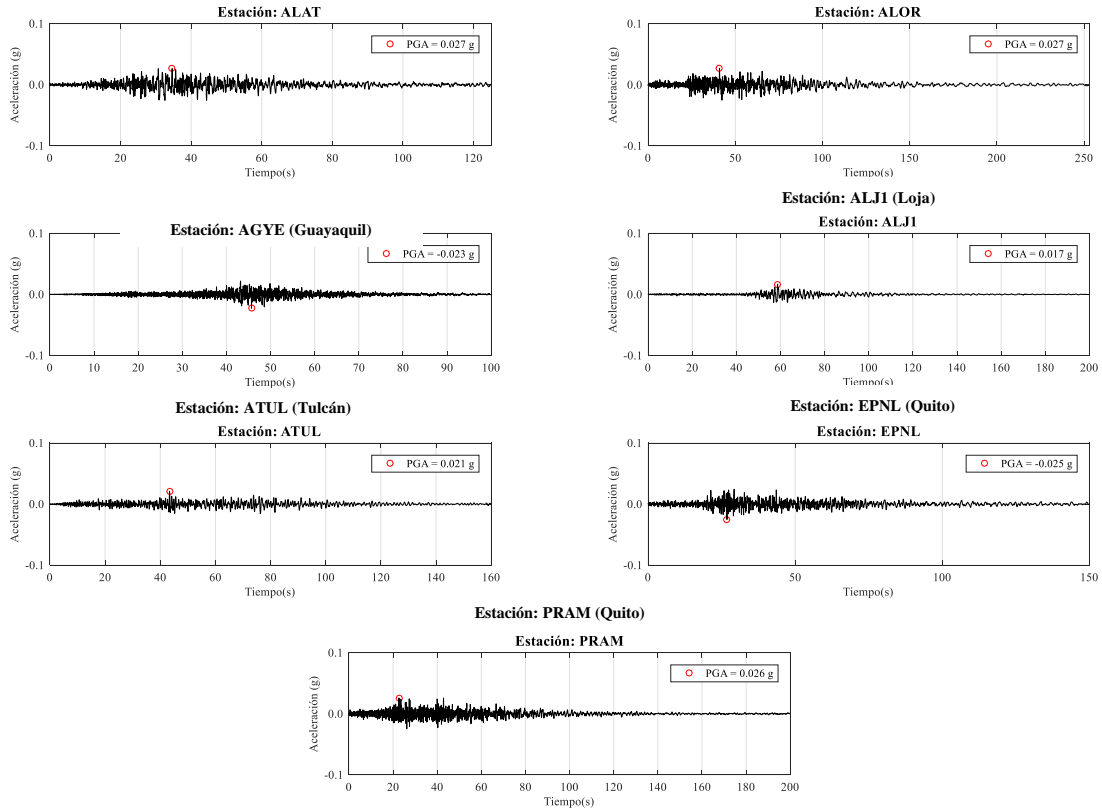 Estación: ALAT
0.1
0.0
-0.1
Aceleración (g)
PGA = 0.027 g
0 20 40 60 80 100 120
Tiempo(s)
Estación: ALOR
0.1
0.0
-0.1
Aceleración (g)
PGA = 0.027 g
0 50 100 150 200 250
Tiempo(s)
Estación: AGYE (Guayaquil)
0.1
0.0
-0.1
Aceleración (g)
PGA = -0.023 g
0 10 20 30 40 50 60 70 80 90 100
Tiempo(s)
Estación: ALJ1 (Loja)
Estación: ALJ1
0.1
0.0
-0.1
Aceleración (g)
PGA = 0.017 g
0 20 40 60 80 100 120 140 160 180 200
Tiempo(s)
Estación: ATUL (Tulcán)
Estación: ATUL
0.1
0.0
-0.1
Aceleración (g)
PGA = 0.021 g
0 20 40 60 80 100 120 140 160
Tiempo(s)
Estación: EPNL (Quito)
Estación: EPNL
0.1
0.0
-0.1
Aceleración (g)
PGA = -0.025 g
0 50 100 150
Tiempo(s)
Estación: PRAM (Quito)
Estación: PRAM
0.1
0.0
-0.1
Aceleración (g)
PGA = 0.026 g
0 20 40 60 80 100 120 140 160 180 200
Tiempo(s)